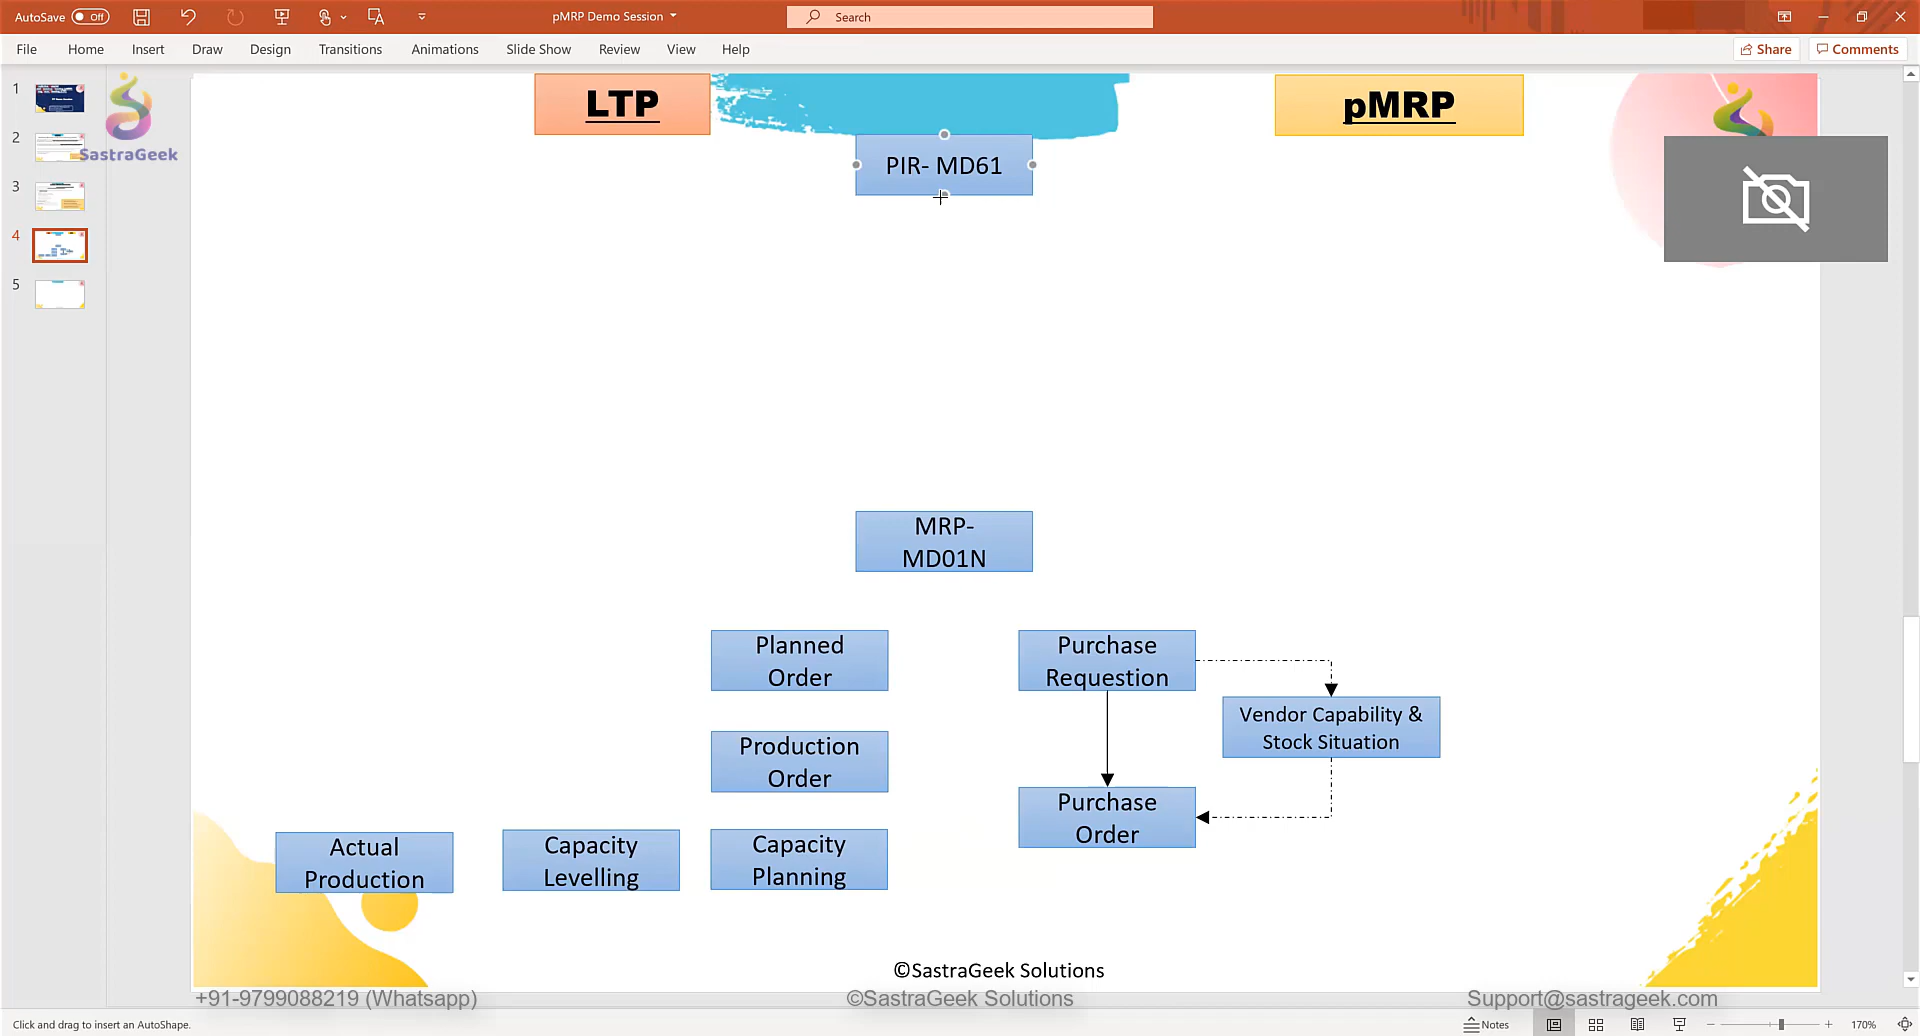 AutoSave Off
pMRP Demo Session
Search
File Home Insert Draw Design Transitions Animations Slide Show Review View Help
Share Comments
1
2
3
4
5
SastraGeek
LTP
pMRP
PIR- MD61
MRP-
MD01N
Planned
Order
Purchase
Requestion
Vendor Capability &
Stock Situation
Production
Order
Purchase
Order
Actual
Production
Capacity
Levelling
Capacity
Planning
©SastraGeek Solutions
+91-9799088219 (Whatsapp)
©SastraGeek Solutions
Support@sastrageek.com
Click and drag to insert an AutoShape.
Notes
170%